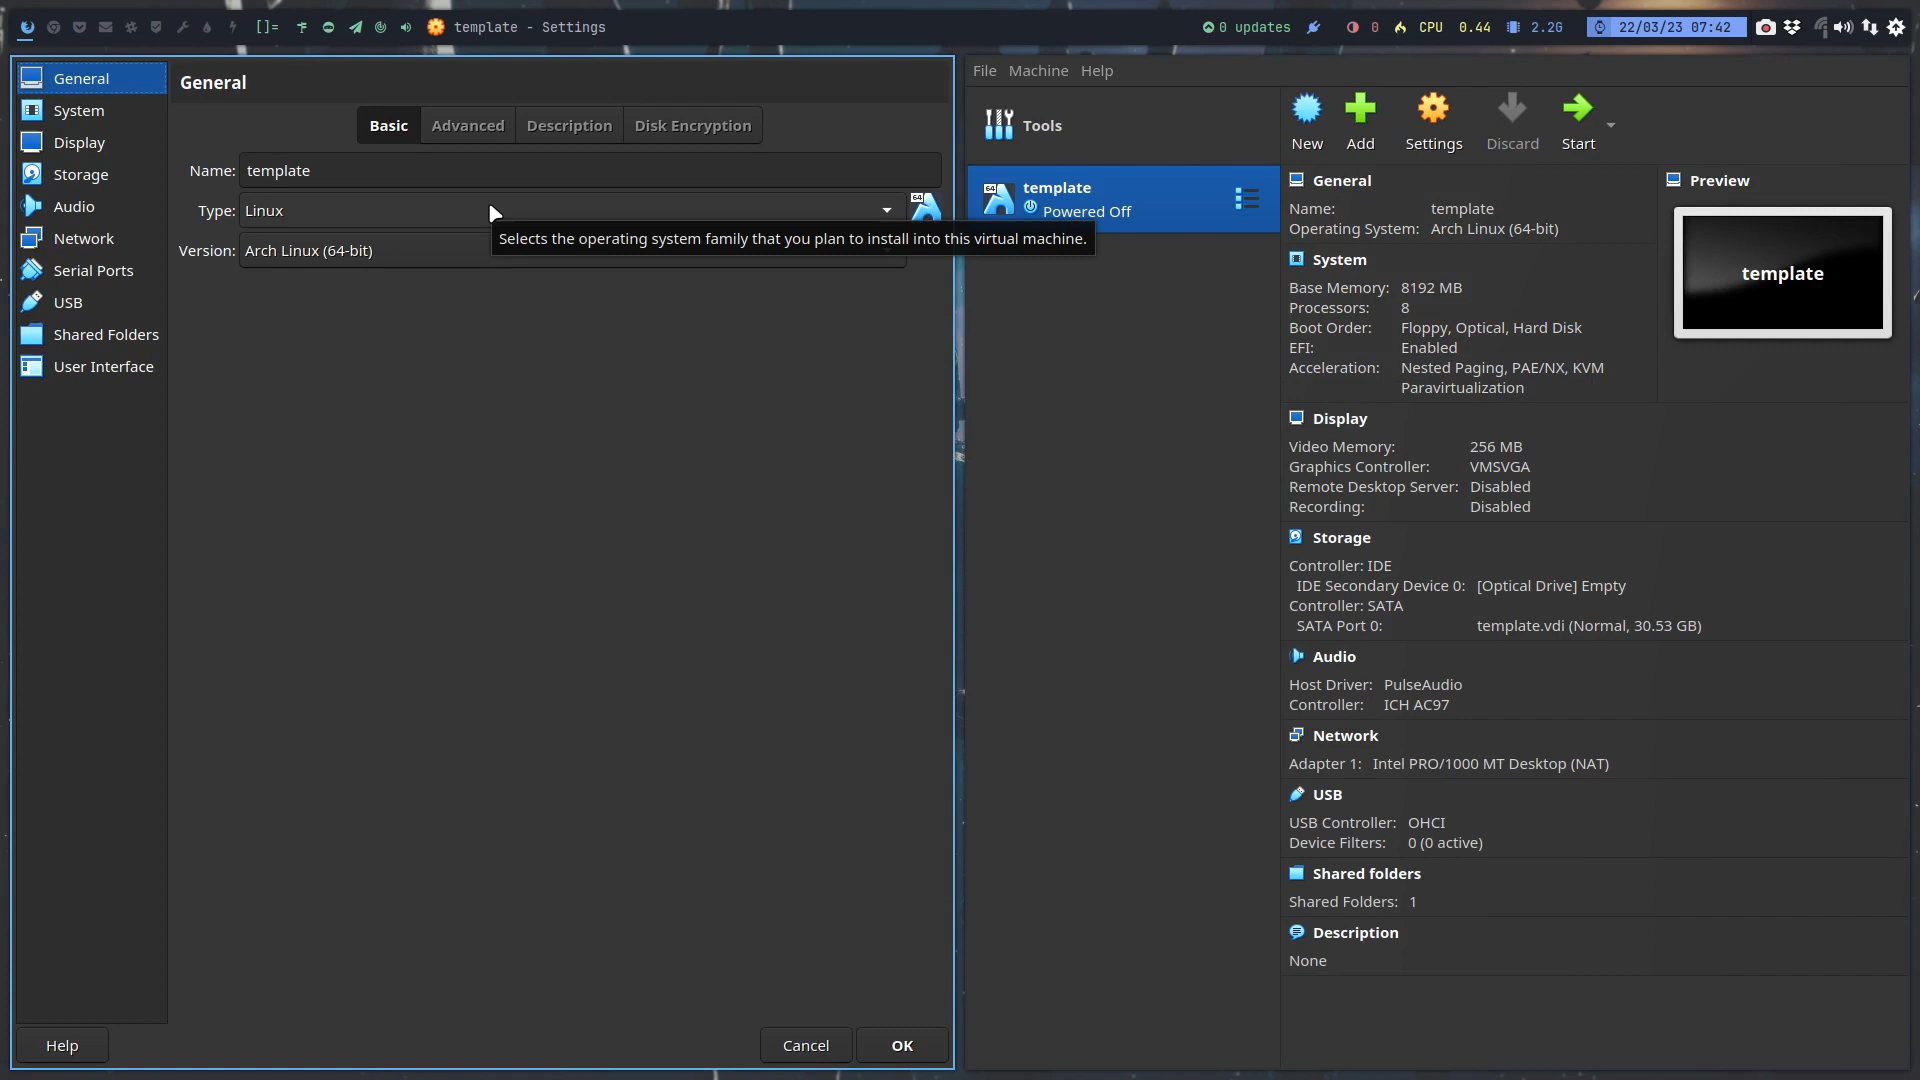 []=
template - Settings
0 updates
0
CPU 0.44
2.2G
22/03/23 07:42
General
System
Display
Storage
Audio
Network
Serial Ports
USB
Shared Folders
User Interface
General
Basic
Advanced
Description
Disk Encryption
Name: template
Type: Linux
64
Selects the operating system family that you plan to install into this virtual machine.
Version: Arch Linux (64-bit)
Help
Cancel
OK
File Machine Help
Tools
64
template
Powered Off
New
Add
Settings
Discard
Start
General
Name: template
Operating System: Arch Linux (64-bit)
System
Base Memory: 8192 MB
Processors: 8
Boot Order: Floppy, Optical, Hard Disk
EFI: Enabled
Acceleration: Nested Paging, PAE/NX, KVM
Paravirtualization
Preview
template
Display
Video Memory: 256 MB
Graphics Controller: VMSVGA
Remote Desktop Server: Disabled
Recording: Disabled
Storage
Controller: IDE
IDE Secondary Device 0: [Optical Drive] Empty
Controller: SATA
SATA Port 0: template.vdi (Normal, 30.53 GB)
Audio
Host Driver: PulseAudio
Controller: ICH AC97
Network
Adapter 1: Intel PRO/1000 MT Desktop (NAT)
USB
USB Controller: OHCI
Device Filters: 0 (0 active)
Shared folders
Shared Folders: 1
Description
None